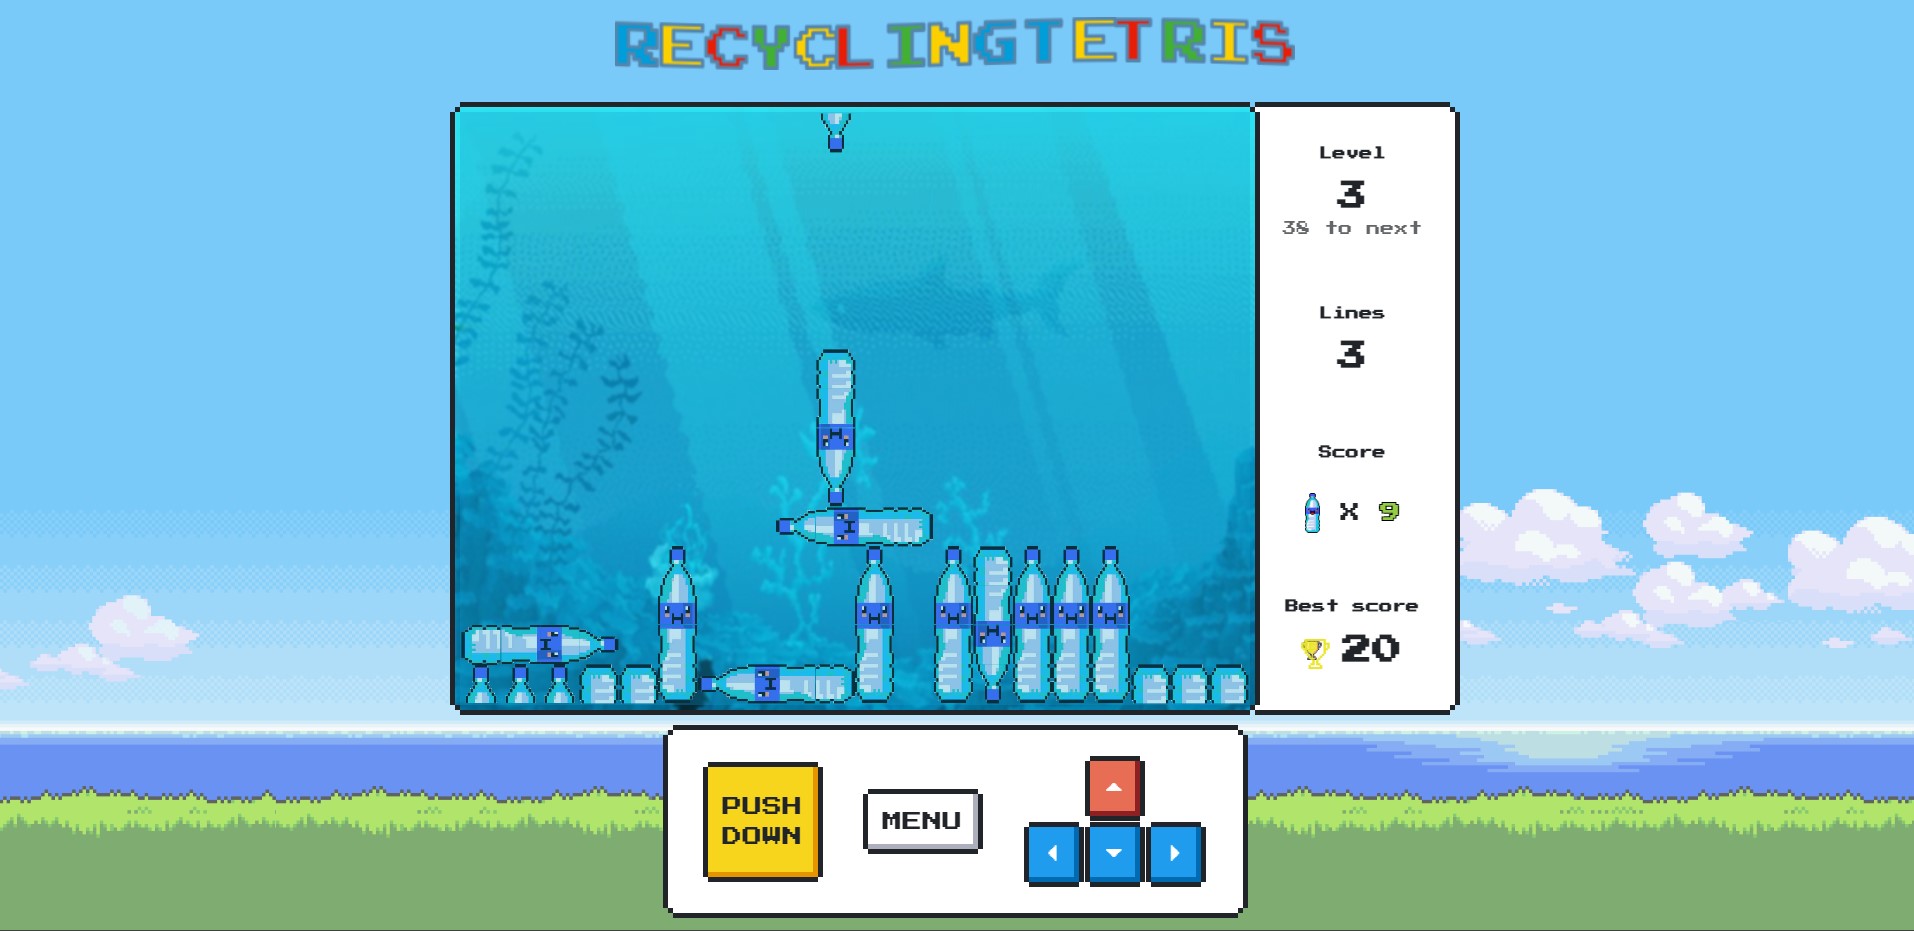 RECYCLINGTETRIS
Level
3
38 to next
Lines
3
Score
X 9
Best score
20
PUSH
DOWN
MENU